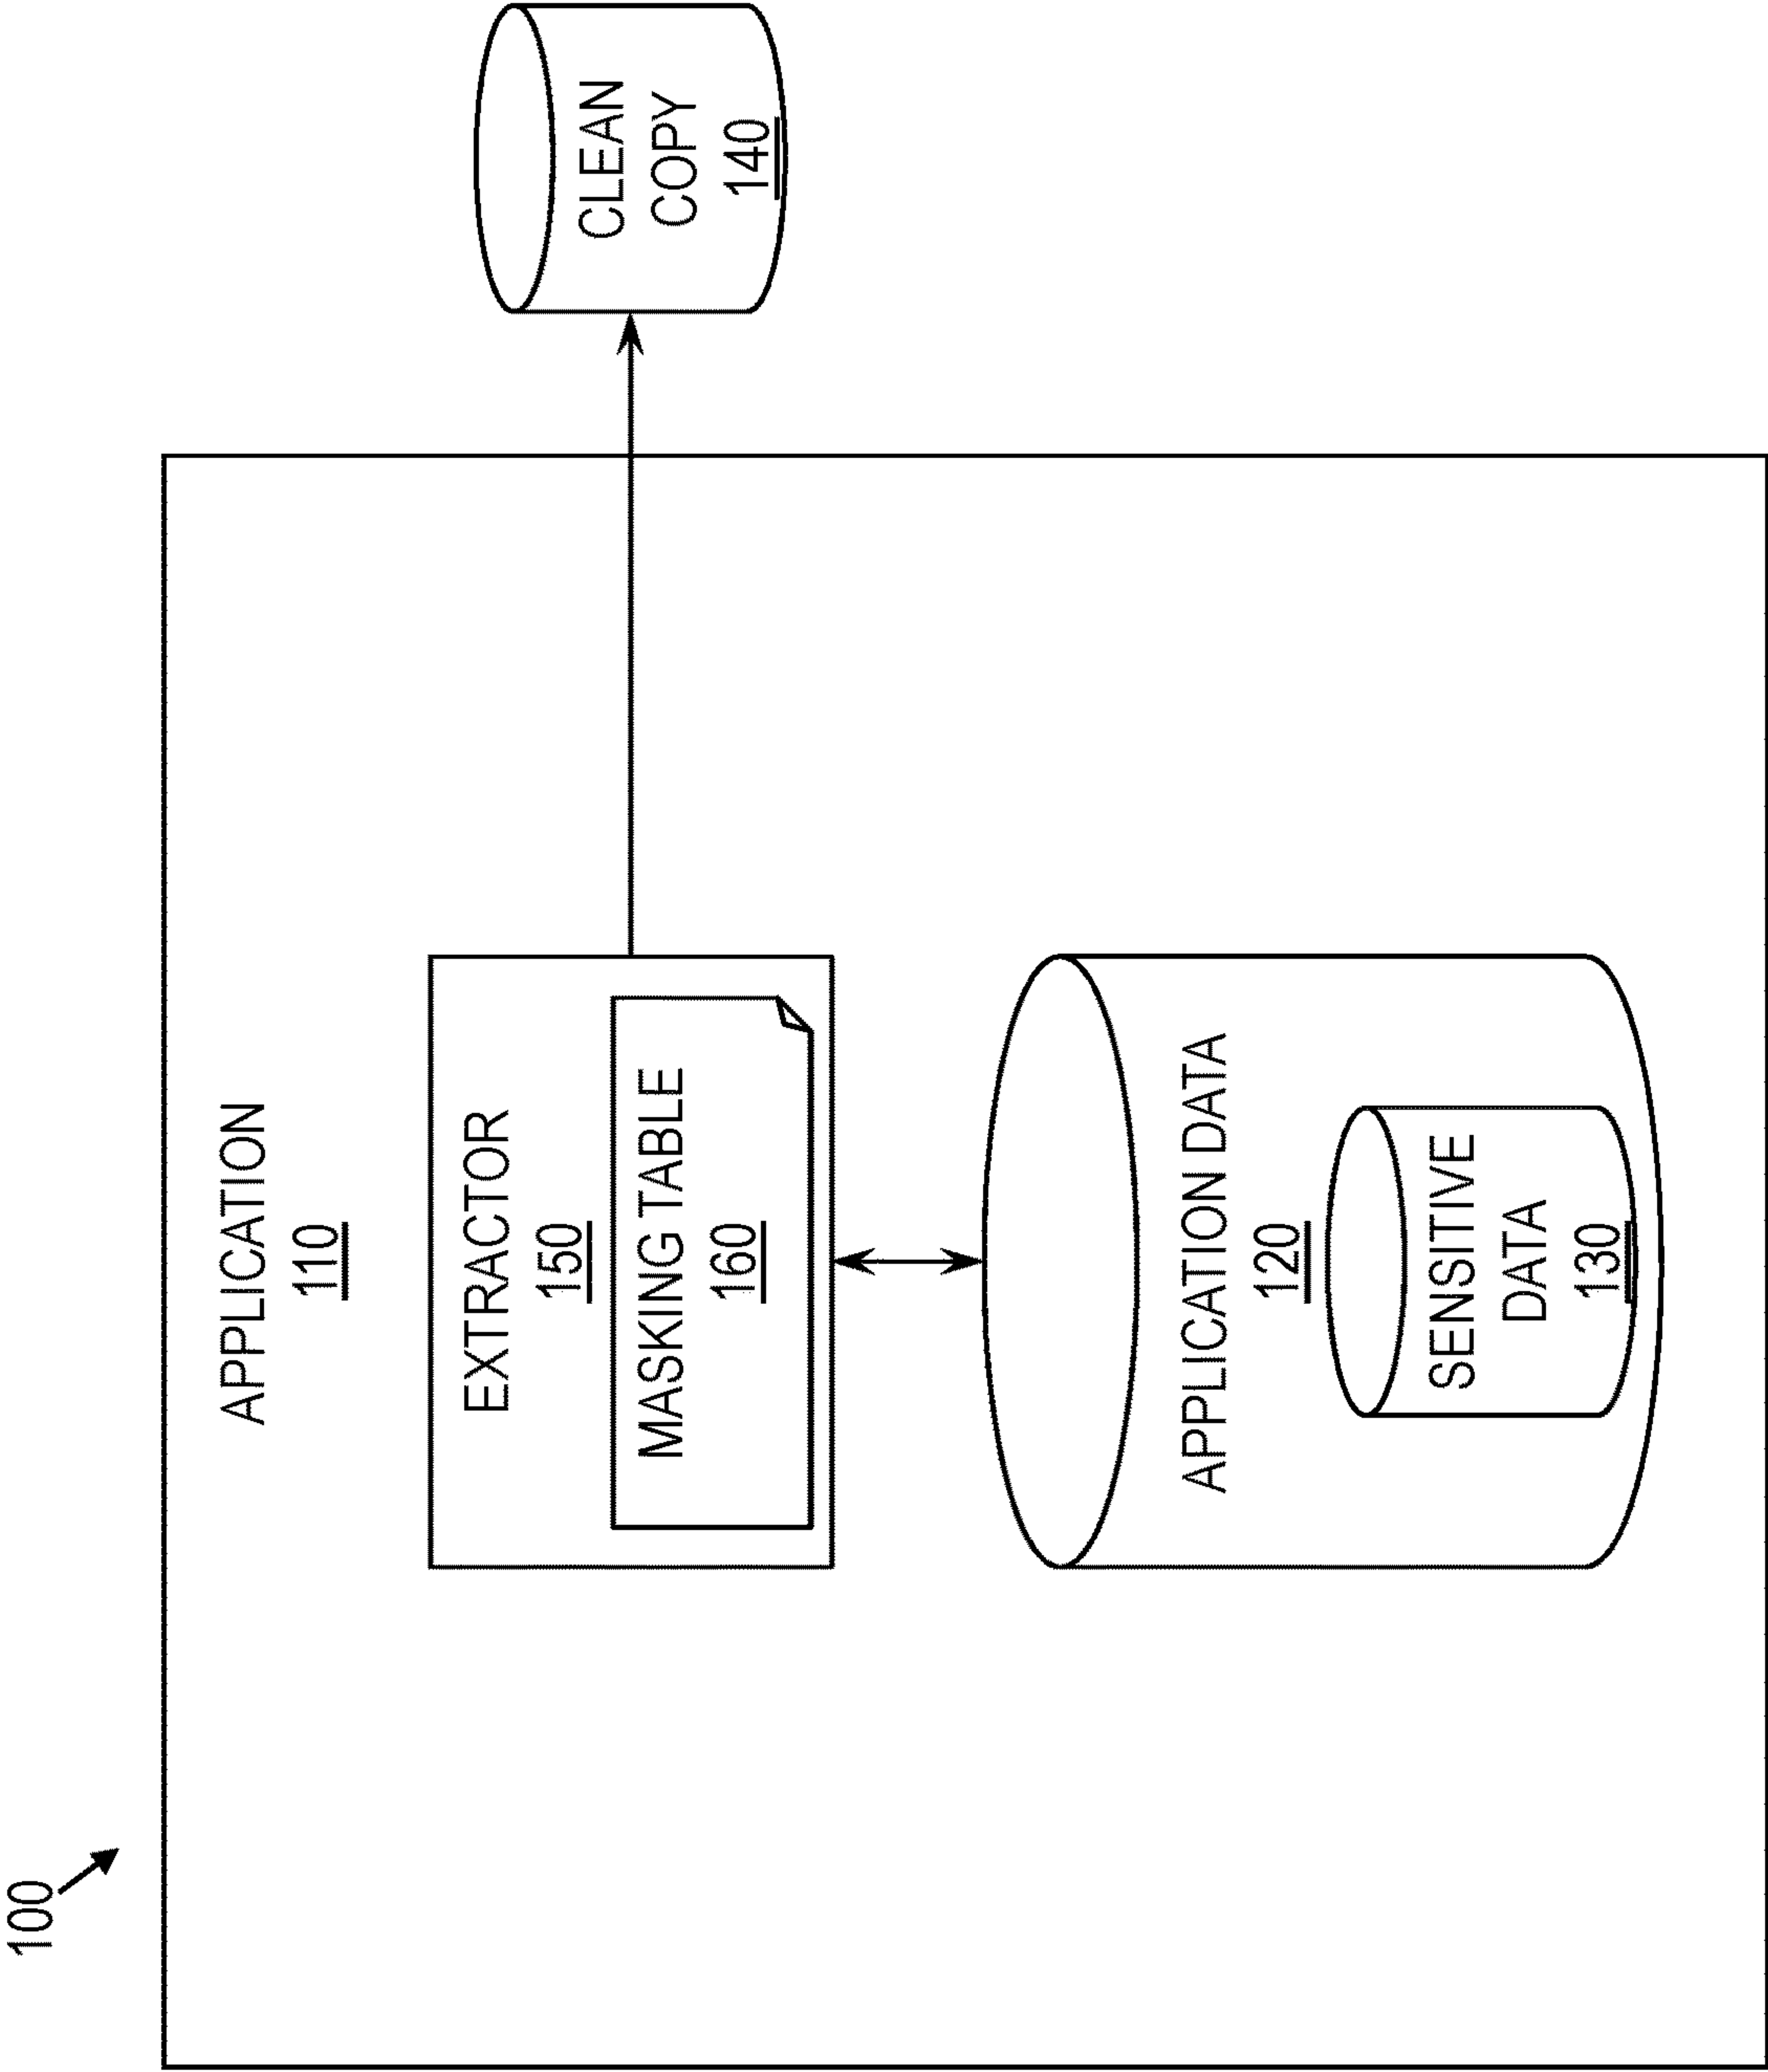 100
APPLICATION
110
EXTRACTOR
150
MASKING TABLE
160
APPLICATION DATA
120
SENSITIVE
DATA
130
CLEAN
COPY
140